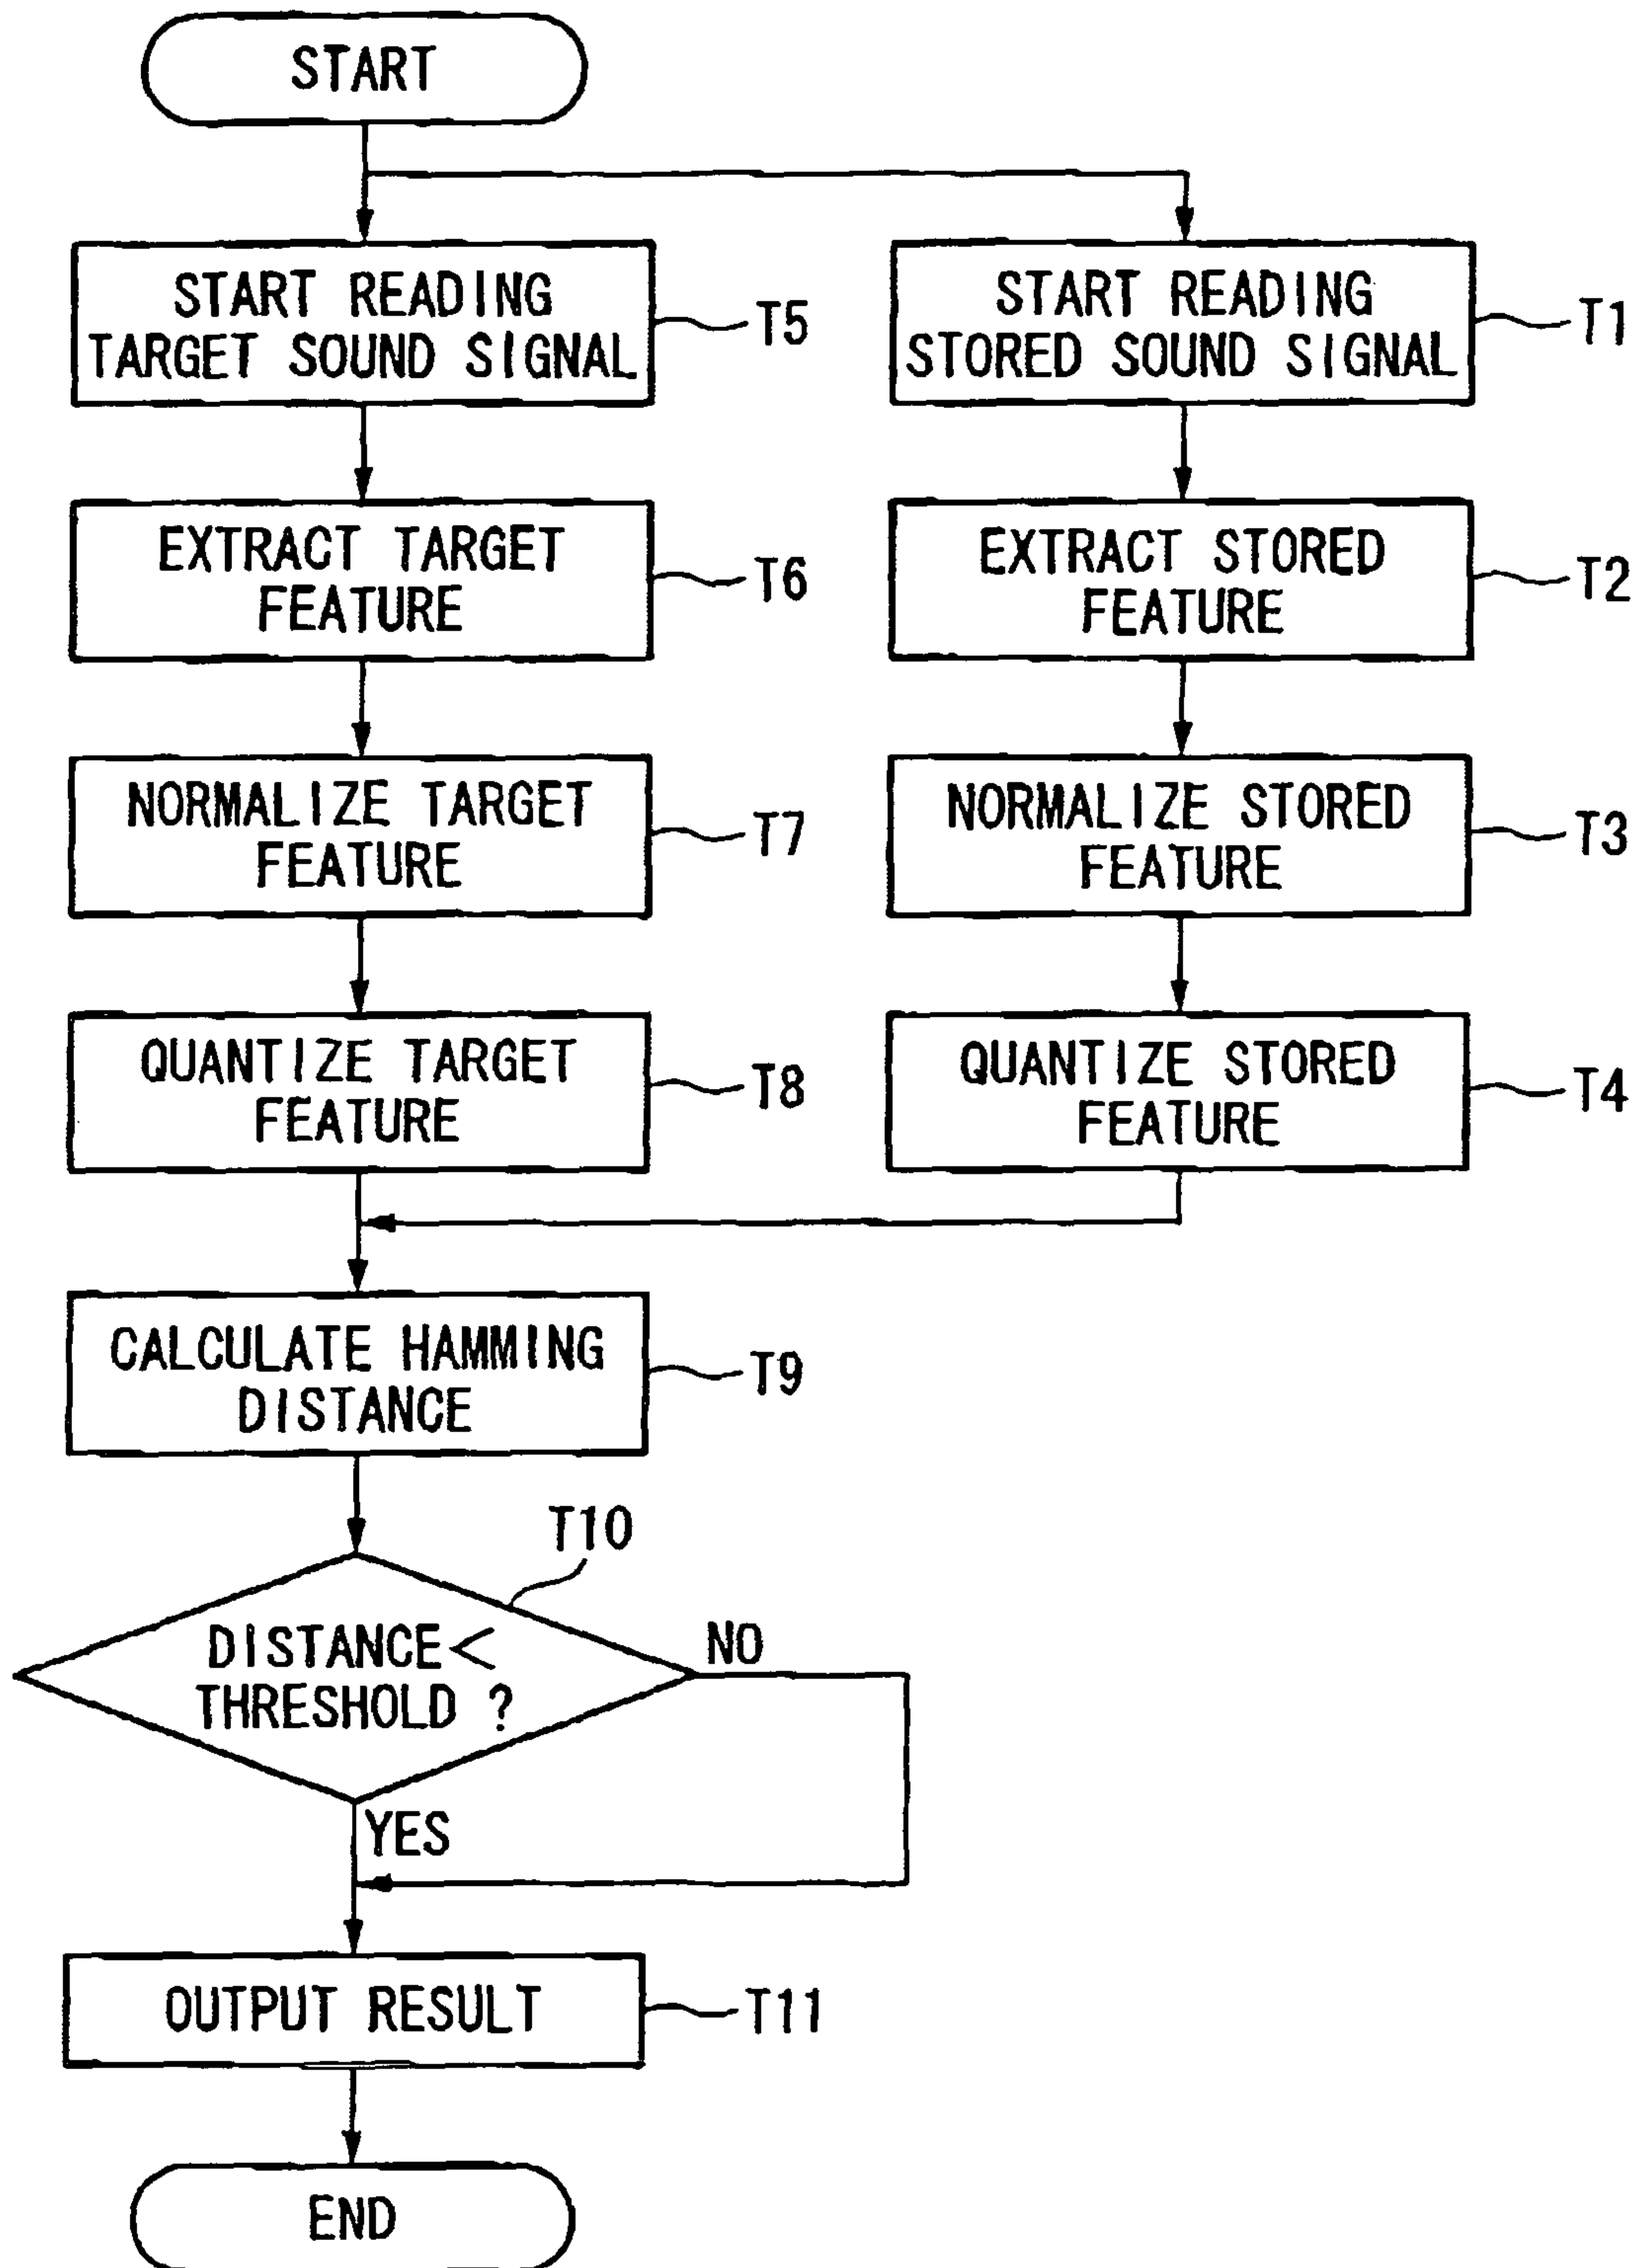 START
START READING
TARGET SOUND SIGNAL
T5
START READING
STORED SOUND SIGNAL
T1
EXTRACT TARGET
FEATURE
T6
EXTRACT STORED
FEATURE
T2
NORMALIZE TARGET
FEATURE
T7
NORMALIZE STORED
FEATURE
T3
QUANTIZE TARGET
FEATURE
T8
QUANTIZE STORED
FEATURE
T4
CALCULATE HAMMING
DISTANCE
T9
T10
DISTANCE<
THRESHOLD ?
NO
YES
OUTPUT RESULT
T11
END